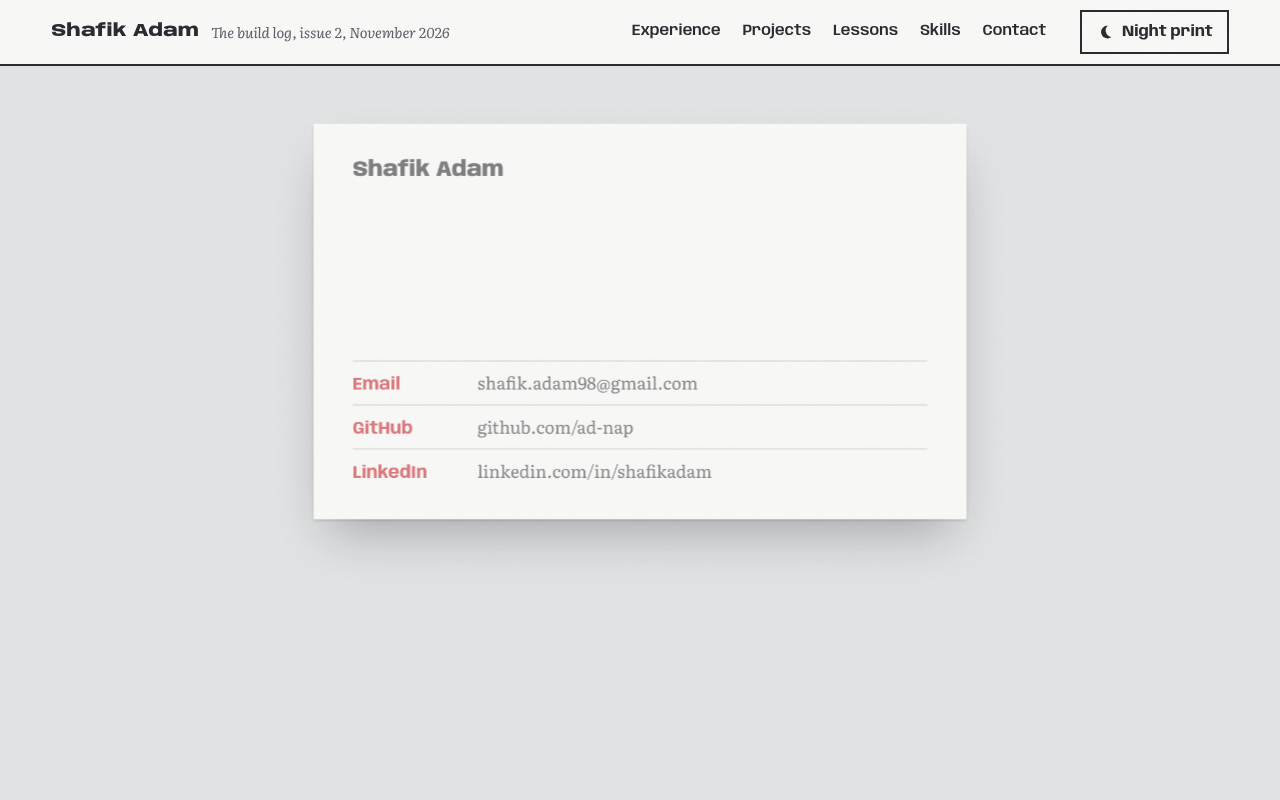 Shafik Adam The build log, issue 2, November 2026 Experience Projects Lessons Skills Contact Night print
Shafik Adam
Email shafik.adam98@gmail.com
GitHub github.com/ad-nap
LinkedIn linkedin.com/in/shafikadam